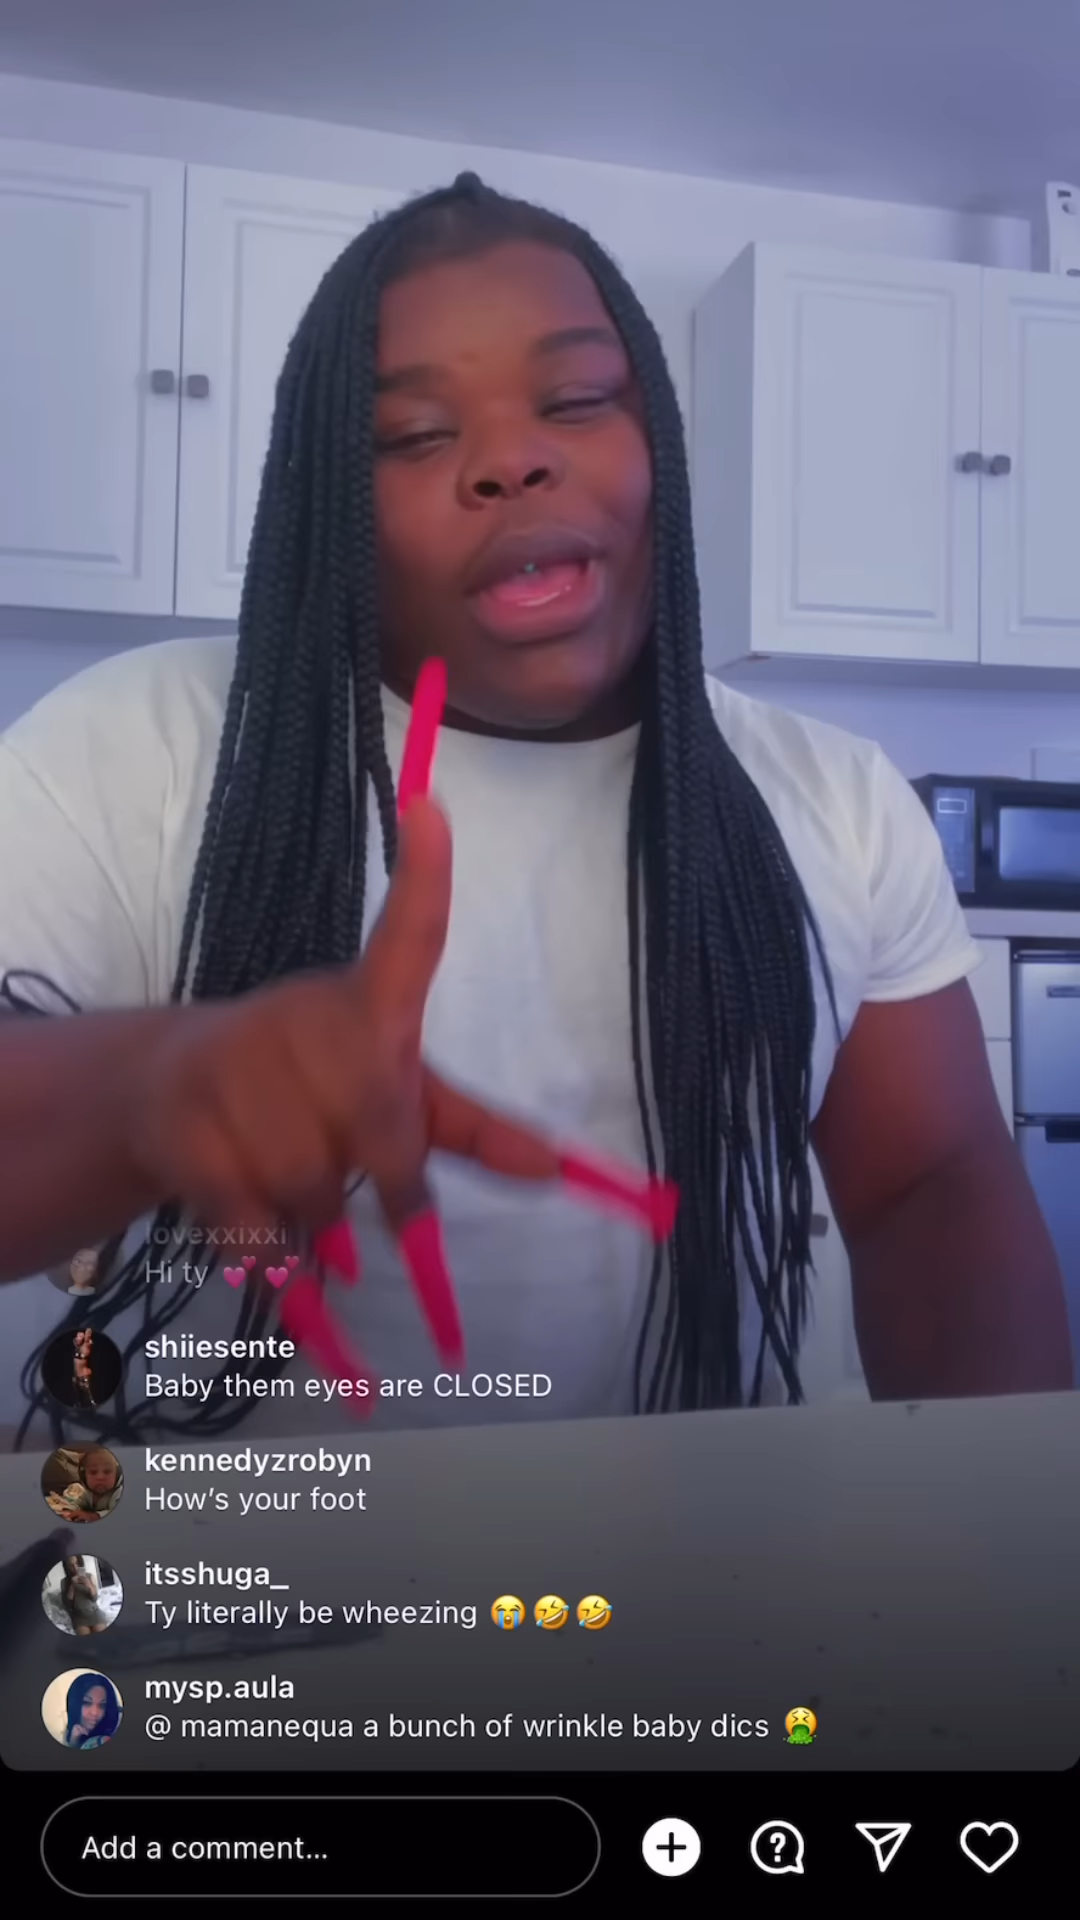 lovexxixxi
Hi ty 💕 💕
shiiesente
Baby them eyes are CLOSED
kennedyzrobyn
How's your foot
itsshuga_
Ty literally be wheezing 😭🤣🤣
mysp.aula
@ mamanequa a bunch of wrinkle baby dics 🤮
Add a comment...